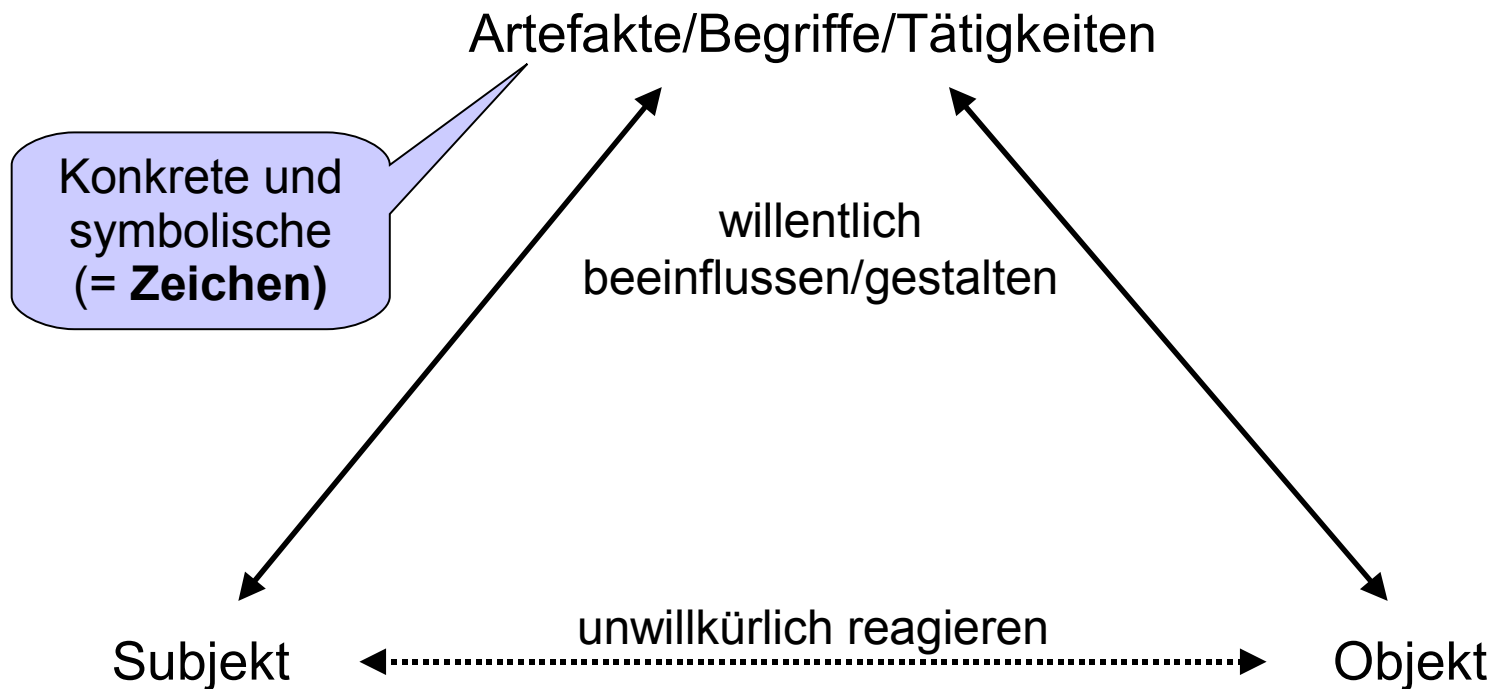 Artefakte/Begriffe/Tätigkeiten
Konkrete und
symbolische
(= Zeichen)
willentlich
beeinflussen/gestalten
unwillkürlich reagieren
Subjekt
Objekt